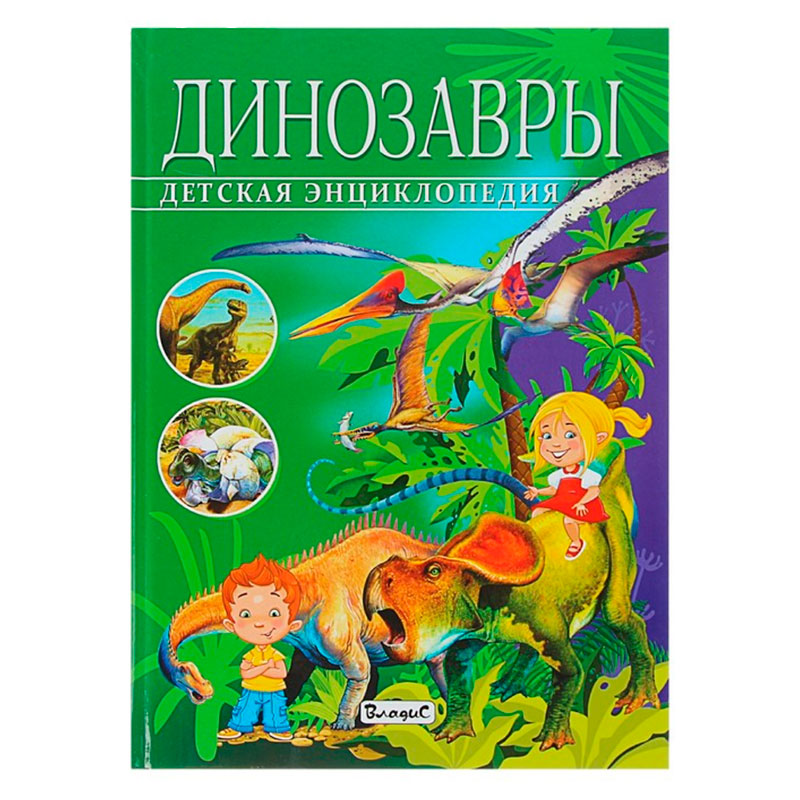 ДИНОЗАВРЫ
ДЕТСКАЯ ЭНЦИКЛОПЕДИЯ
ВладиС